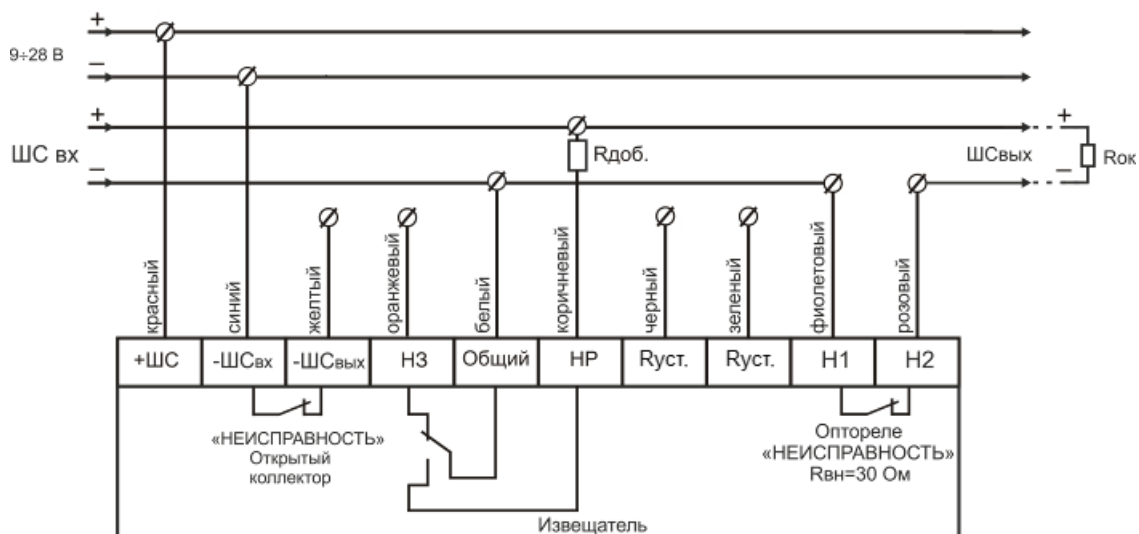 +
9÷28 В
−
+
ШС вх
−
Rдоб.
ШСвых
+
−
Rок
красный
синий
желтый
оранжевый
белый
коричневый
черный
зеленый
фиолетовый
розовый
+ШС
-ШСвх
-ШСвых
НЗ
Общий
НР
Rуст.
Rуст.
Н1
Н2
«НЕИСПРАВНОСТЬ»
Открытый
коллектор
Оптореле
«НЕИСПРАВНОСТЬ»
Rвн=30 Ом
Извещатель